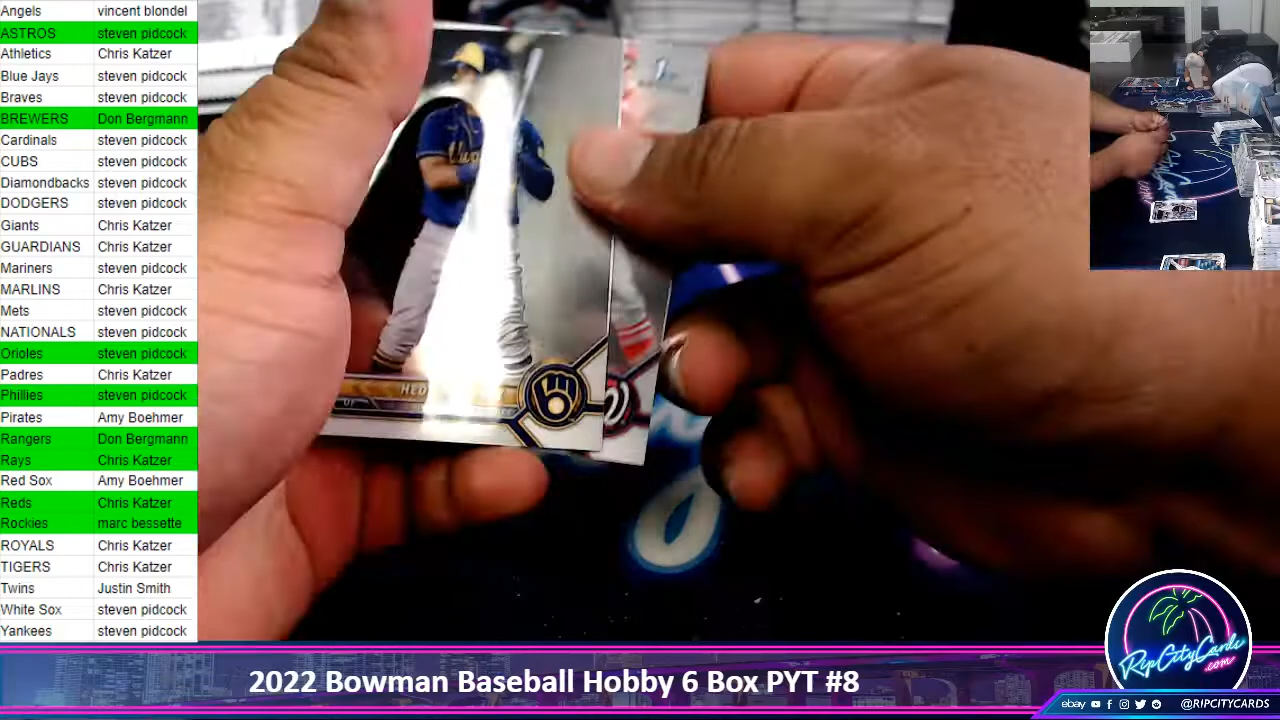 Angels vincent blondel
ASTROS steven pidcock
Athletics Chris Katzer
Blue Jays steven pidcock
Braves steven pidcock
BREWERS Don Bergmann
Cardinals steven pidcock
CUBS steven pidcock
Diamondbacks steven pidcock
DODGERS steven pidcock
Giants Chris Katzer
GUARDIANS Chris Katzer
Mariners steven pidcock
MARLINS Chris Katzer
Mets steven pidcock
NATIONALS steven pidcock
Orioles steven pidcock
Padres Chris Katzer
Phillies steven pidcock
Pirates Amy Boehmer
Rangers Don Bergmann
Rays Chris Katzer
Red Sox Amy Boehmer
Reds Chris Katzer
Rockies marc bessette
ROYALS Chris Katzer
TIGERS Chris Katzer
Twins Justin Smith
White Sox steven pidcock
Yankees steven pidcock
RipCityCards
.com
2022 Bowman Baseball Hobby 6 Box PYT #8
ebay @RIPCITYCARDS